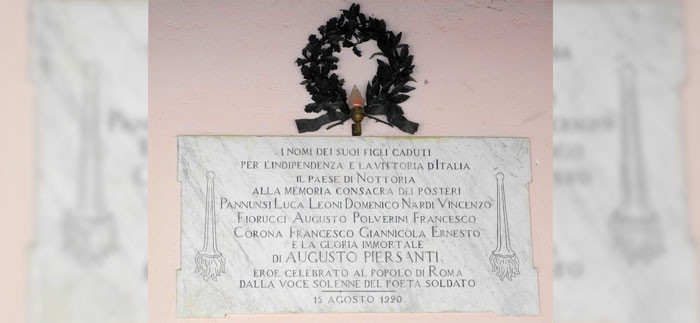 I NOMI DEI SUOI FIGLI CADUTI
PER L'INDIPENDENZA E LA VITTORIA D'ITALIA
IL PAESE DI NOTTORIA
ALLA MEMORIA CONSACRA DEI POSTERI
PANNUNSI LUCA LEONI DOMENICO NARDI VINCENZO
FIORUCCI AUGUSTO POLVERINI FRANCESCO
CORONA FRANCESCO GIANNICOLA ERNESTO
E LA GLORIA IMMORTALE
DI AUGUSTO PIERSANTI
EROE CELEBRATO AL POPOLO DI ROMA
DALLA VOCE SOLENNE DEL POETA SOLDATO
15 AGOSTO 1920